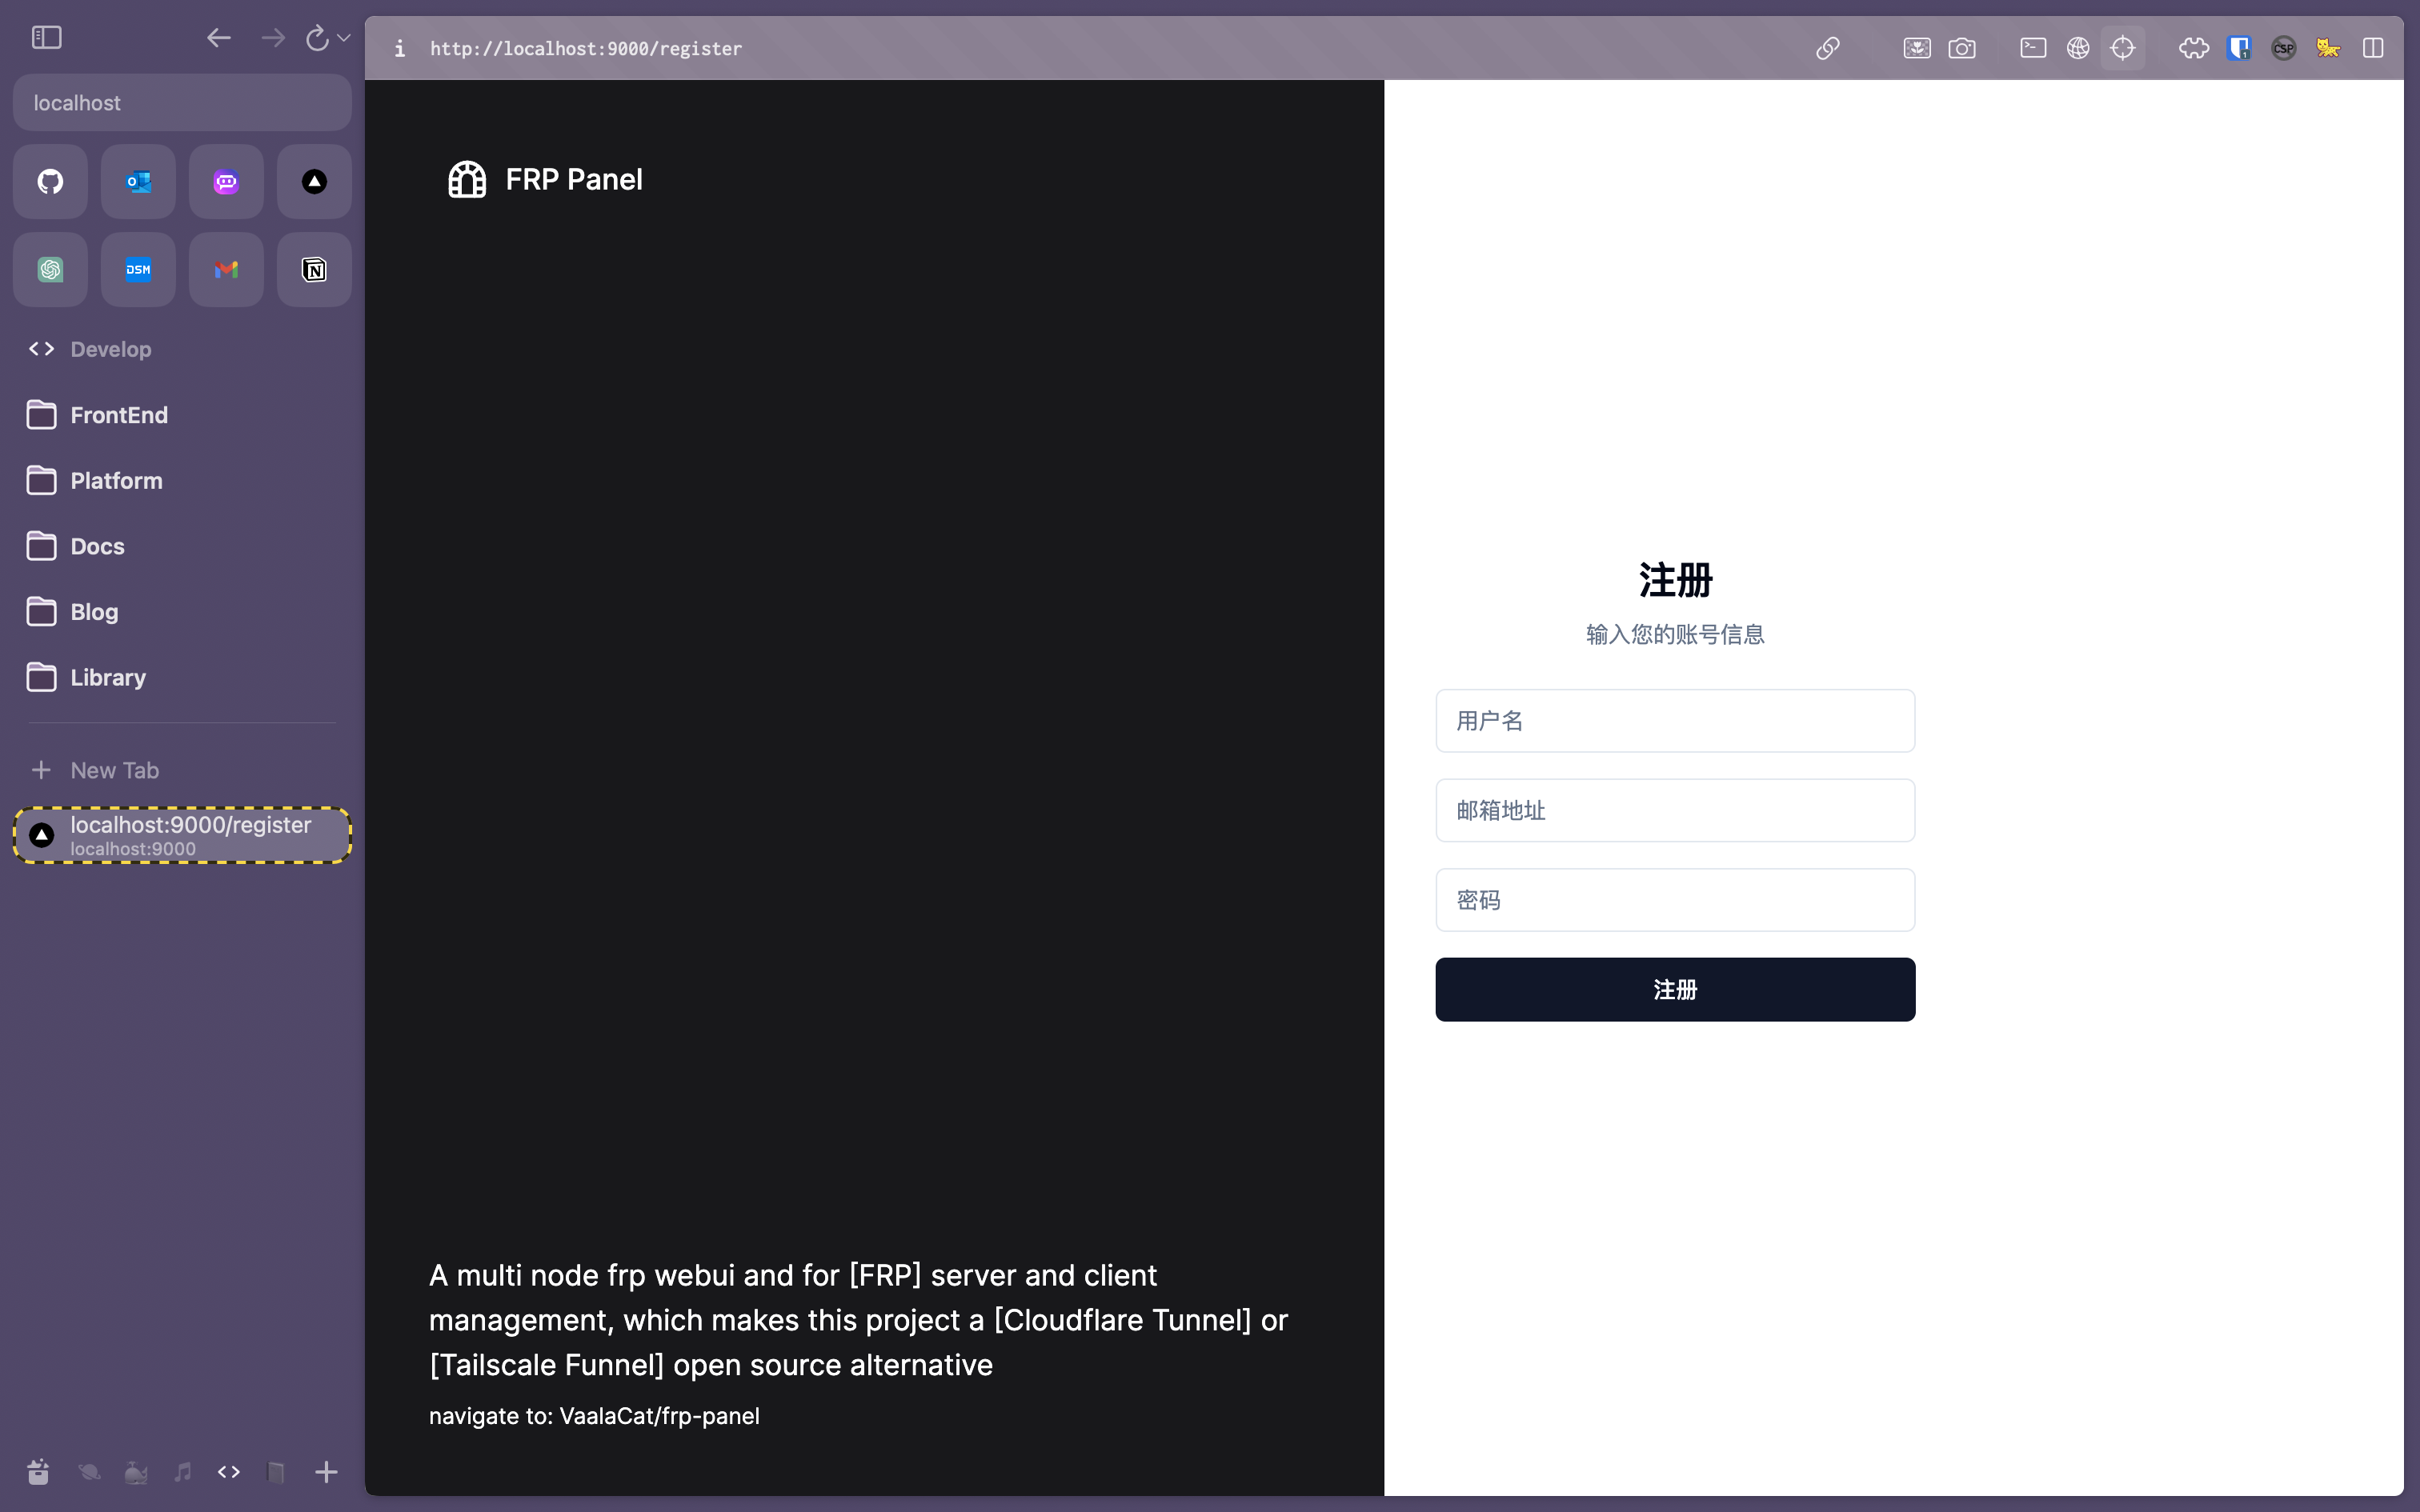 http://localhost:9000/register
CSP
localhost
DSM
Develop
FrontEnd
Platform
Docs
Blog
Library
New Tab
localhost:9000/register
localhost:9000
FRP Panel
A multi node frp webui and for [FRP] server and client
management, which makes this project a [Cloudflare Tunnel] or
[Tailscale Funnel] open source alternative
navigate to: VaalaCat/frp-panel
注册
输入您的账号信息
用户名
邮箱地址
密码
注册